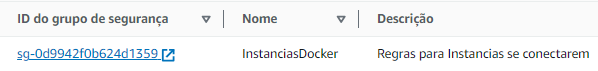 ID do grupo de segurança Nome Descrição
sg-0d9942f0b624d1359 InstanciasDocker Regras para Instancias se conectarem